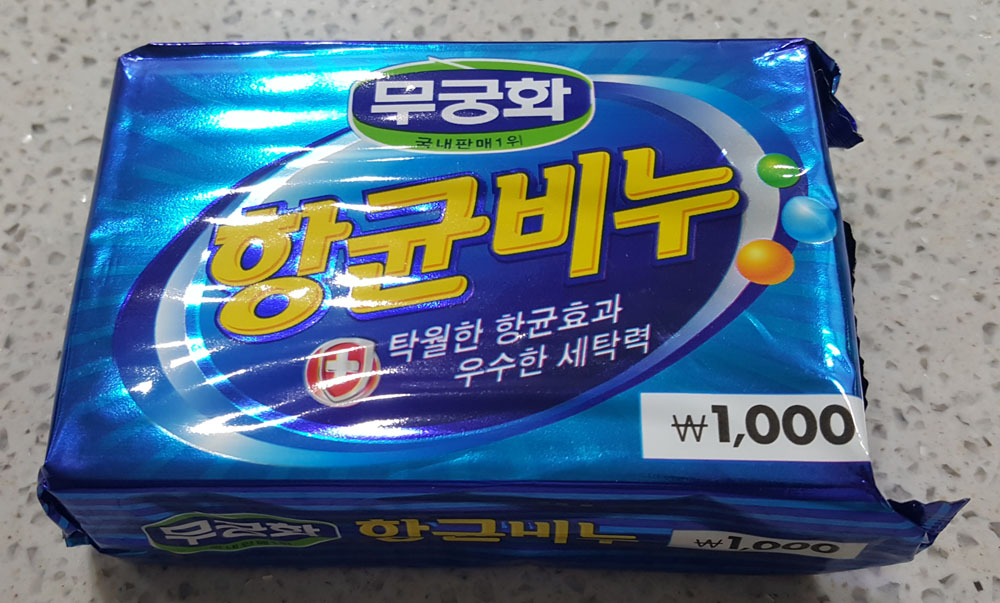 무궁화
국내판매1위
항균비누
탁월한 항균효과
우수한 세탁력
₩1,000
무궁화
항균비누
₩1,000